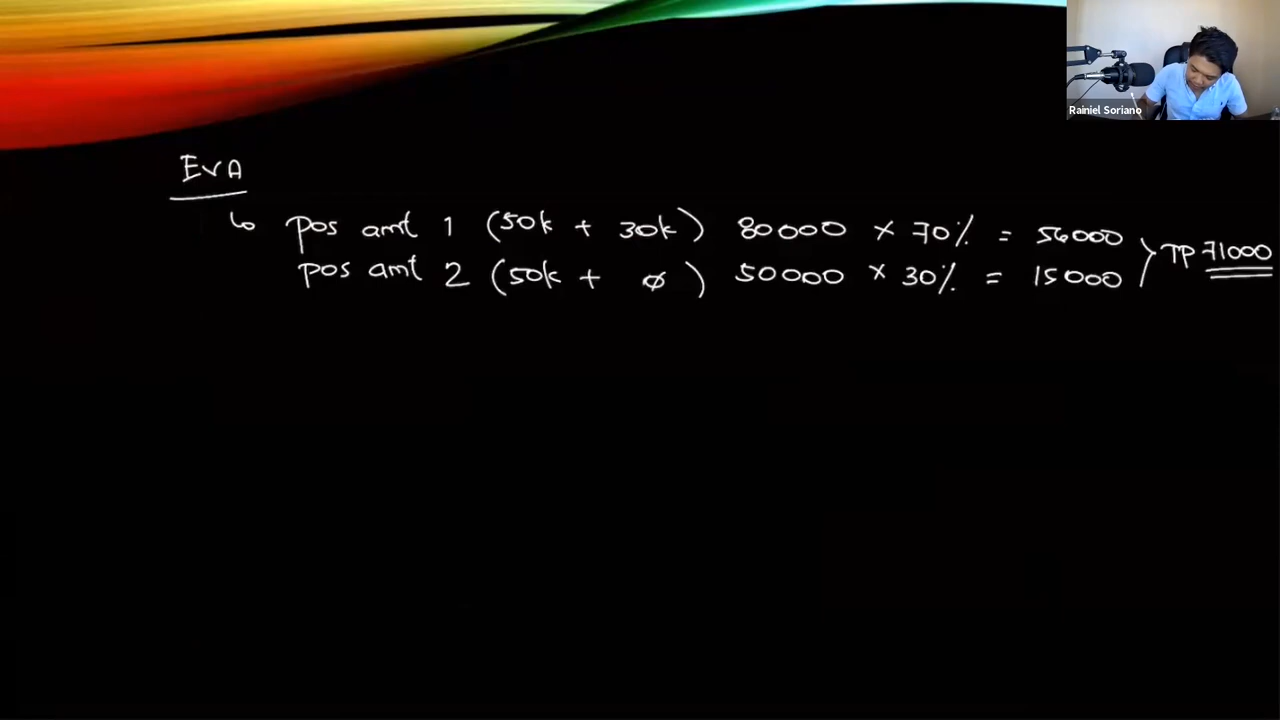 Rainiel Soriano
EVA
↳ pos amt 1 (50k + 30k) 80000 × 70% = 56000
pos amt 2 (50k + ∅) 50000 × 30% = 15000
TP 71000